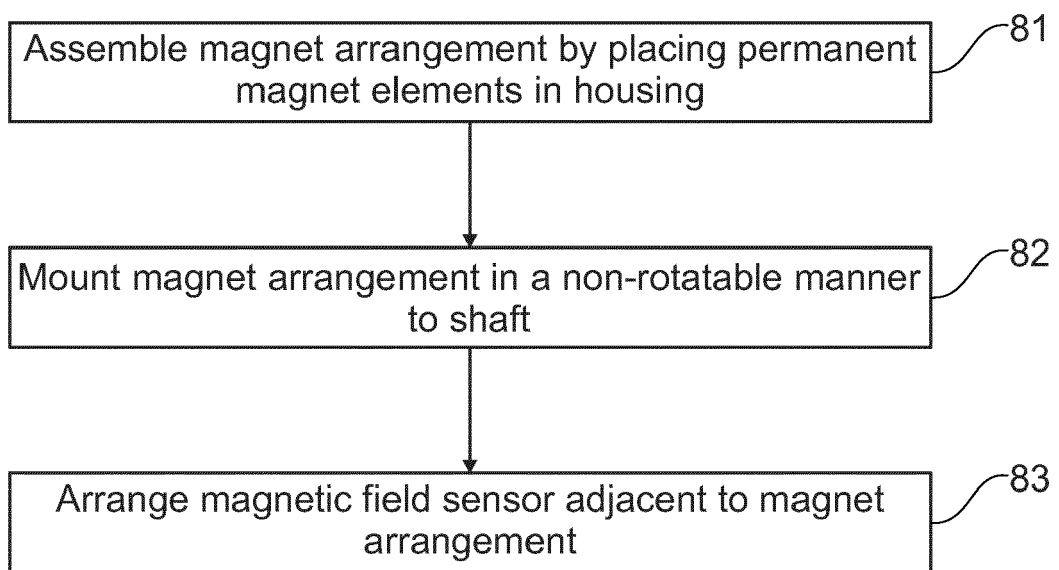 Assemble magnet arrangement by placing permanent
magnet elements in housing
81
Mount magnet arrangement in a non-rotatable manner
to shaft
82
Arrange magnetic field sensor adjacent to magnet
arrangement
83